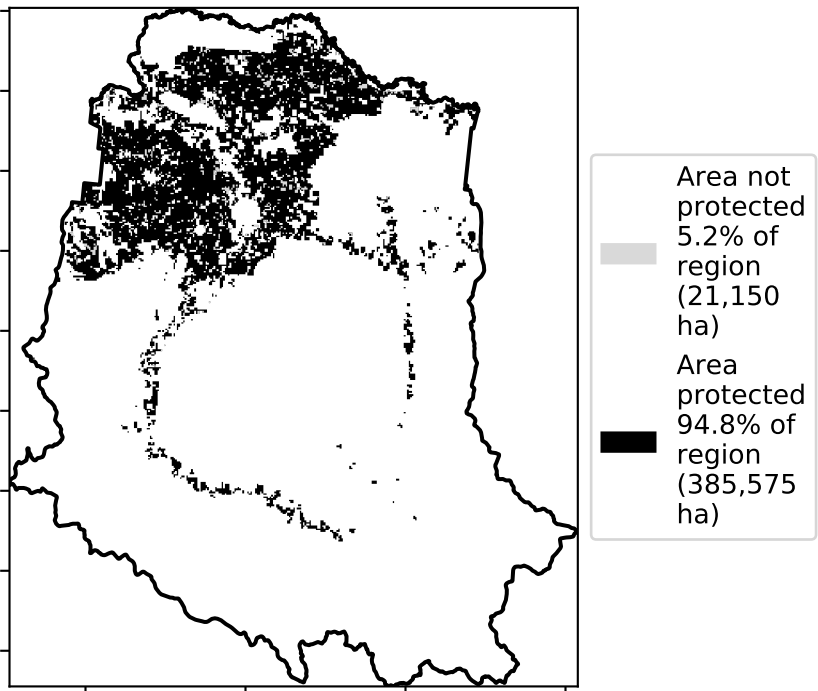 Area not
protected
5.2% of
region
(21,150
ha)
Area
protected
94.8% of
region
(385,575
ha)